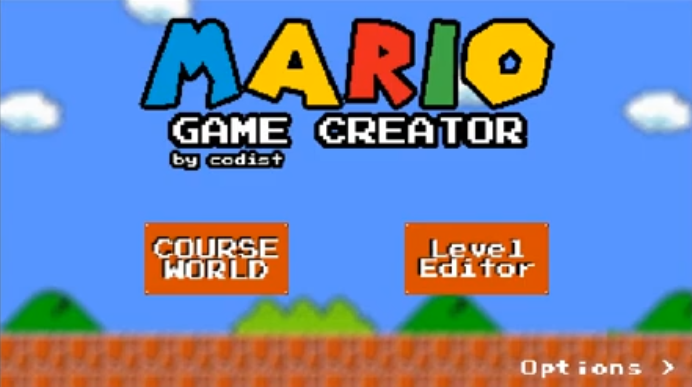 MARIO
GAME CREATOR
by codist
COURSE
WORLD
Level
Editor
Options >